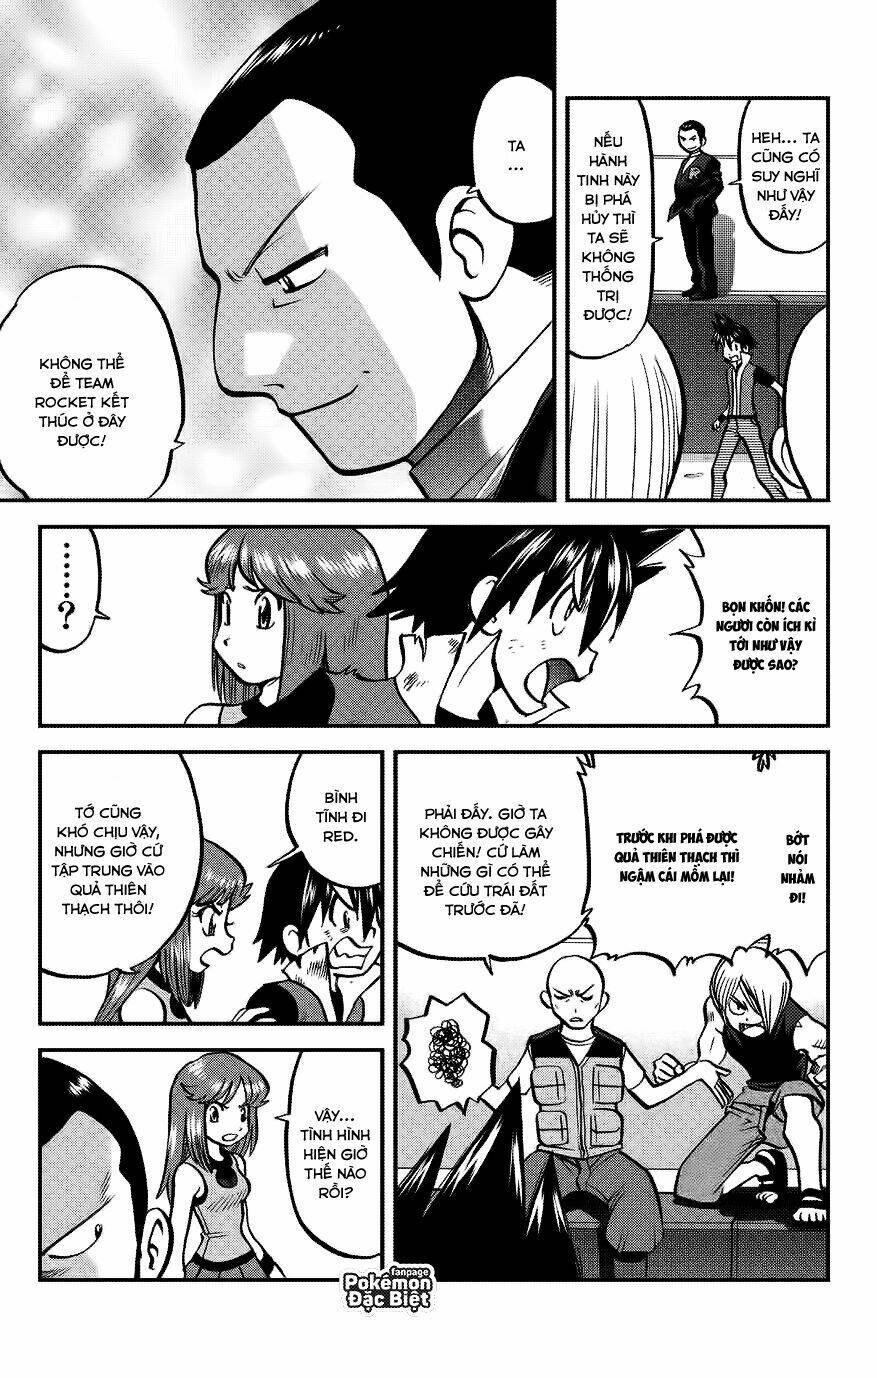 HEH... TA
CŨNG CÓ
SUY NGHĨ
NHƯ VẬY
ĐẤY!
NẾU
HÀNH
TINH NÀY
BỊ PHÁ
HỦY THÌ
TA SẼ
KHÔNG
THỐNG
TRỊ
ĐƯỢC!
R
TA
...
KHÔNG THỂ
ĐỂ TEAM
ROCKET KẾT
THÚC Ở ĐÂY
ĐƯỢC!
BỌN KHỐN! CÁC
NGƯƠI CÒN ÍCH KỈ
TỚI NHƯ VẬY
ĐƯỢC SAO?
......?
BỚT
NÓI
NHẢM
ĐI!
TRƯỚC KHI PHÁ ĐƯỢC
QUẢ THIÊN THẠCH THÌ
NGẬM CÁI MỒM LẠI!
PHẢI ĐẤY. GIỜ TA
KHÔNG ĐƯỢC GÂY
CHIẾN! CỨ LÀM
NHỮNG GÌ CÓ THỂ
ĐỂ CỨU TRÁI ĐẤT
TRƯỚC ĐÃ!
BÌNH
TĨNH ĐI
RED.
TỚ CŨNG
KHÓ CHỊU VẬY,
NHƯNG GIỜ CỨ
TẬP TRUNG VÀO
QUẢ THIÊN
THẠCH THÔI!
VẬY...
TÌNH HÌNH
HIỆN GIỜ
THẾ NÀO
RỒI?
fanpage
Pokémon
Đặc Biệt